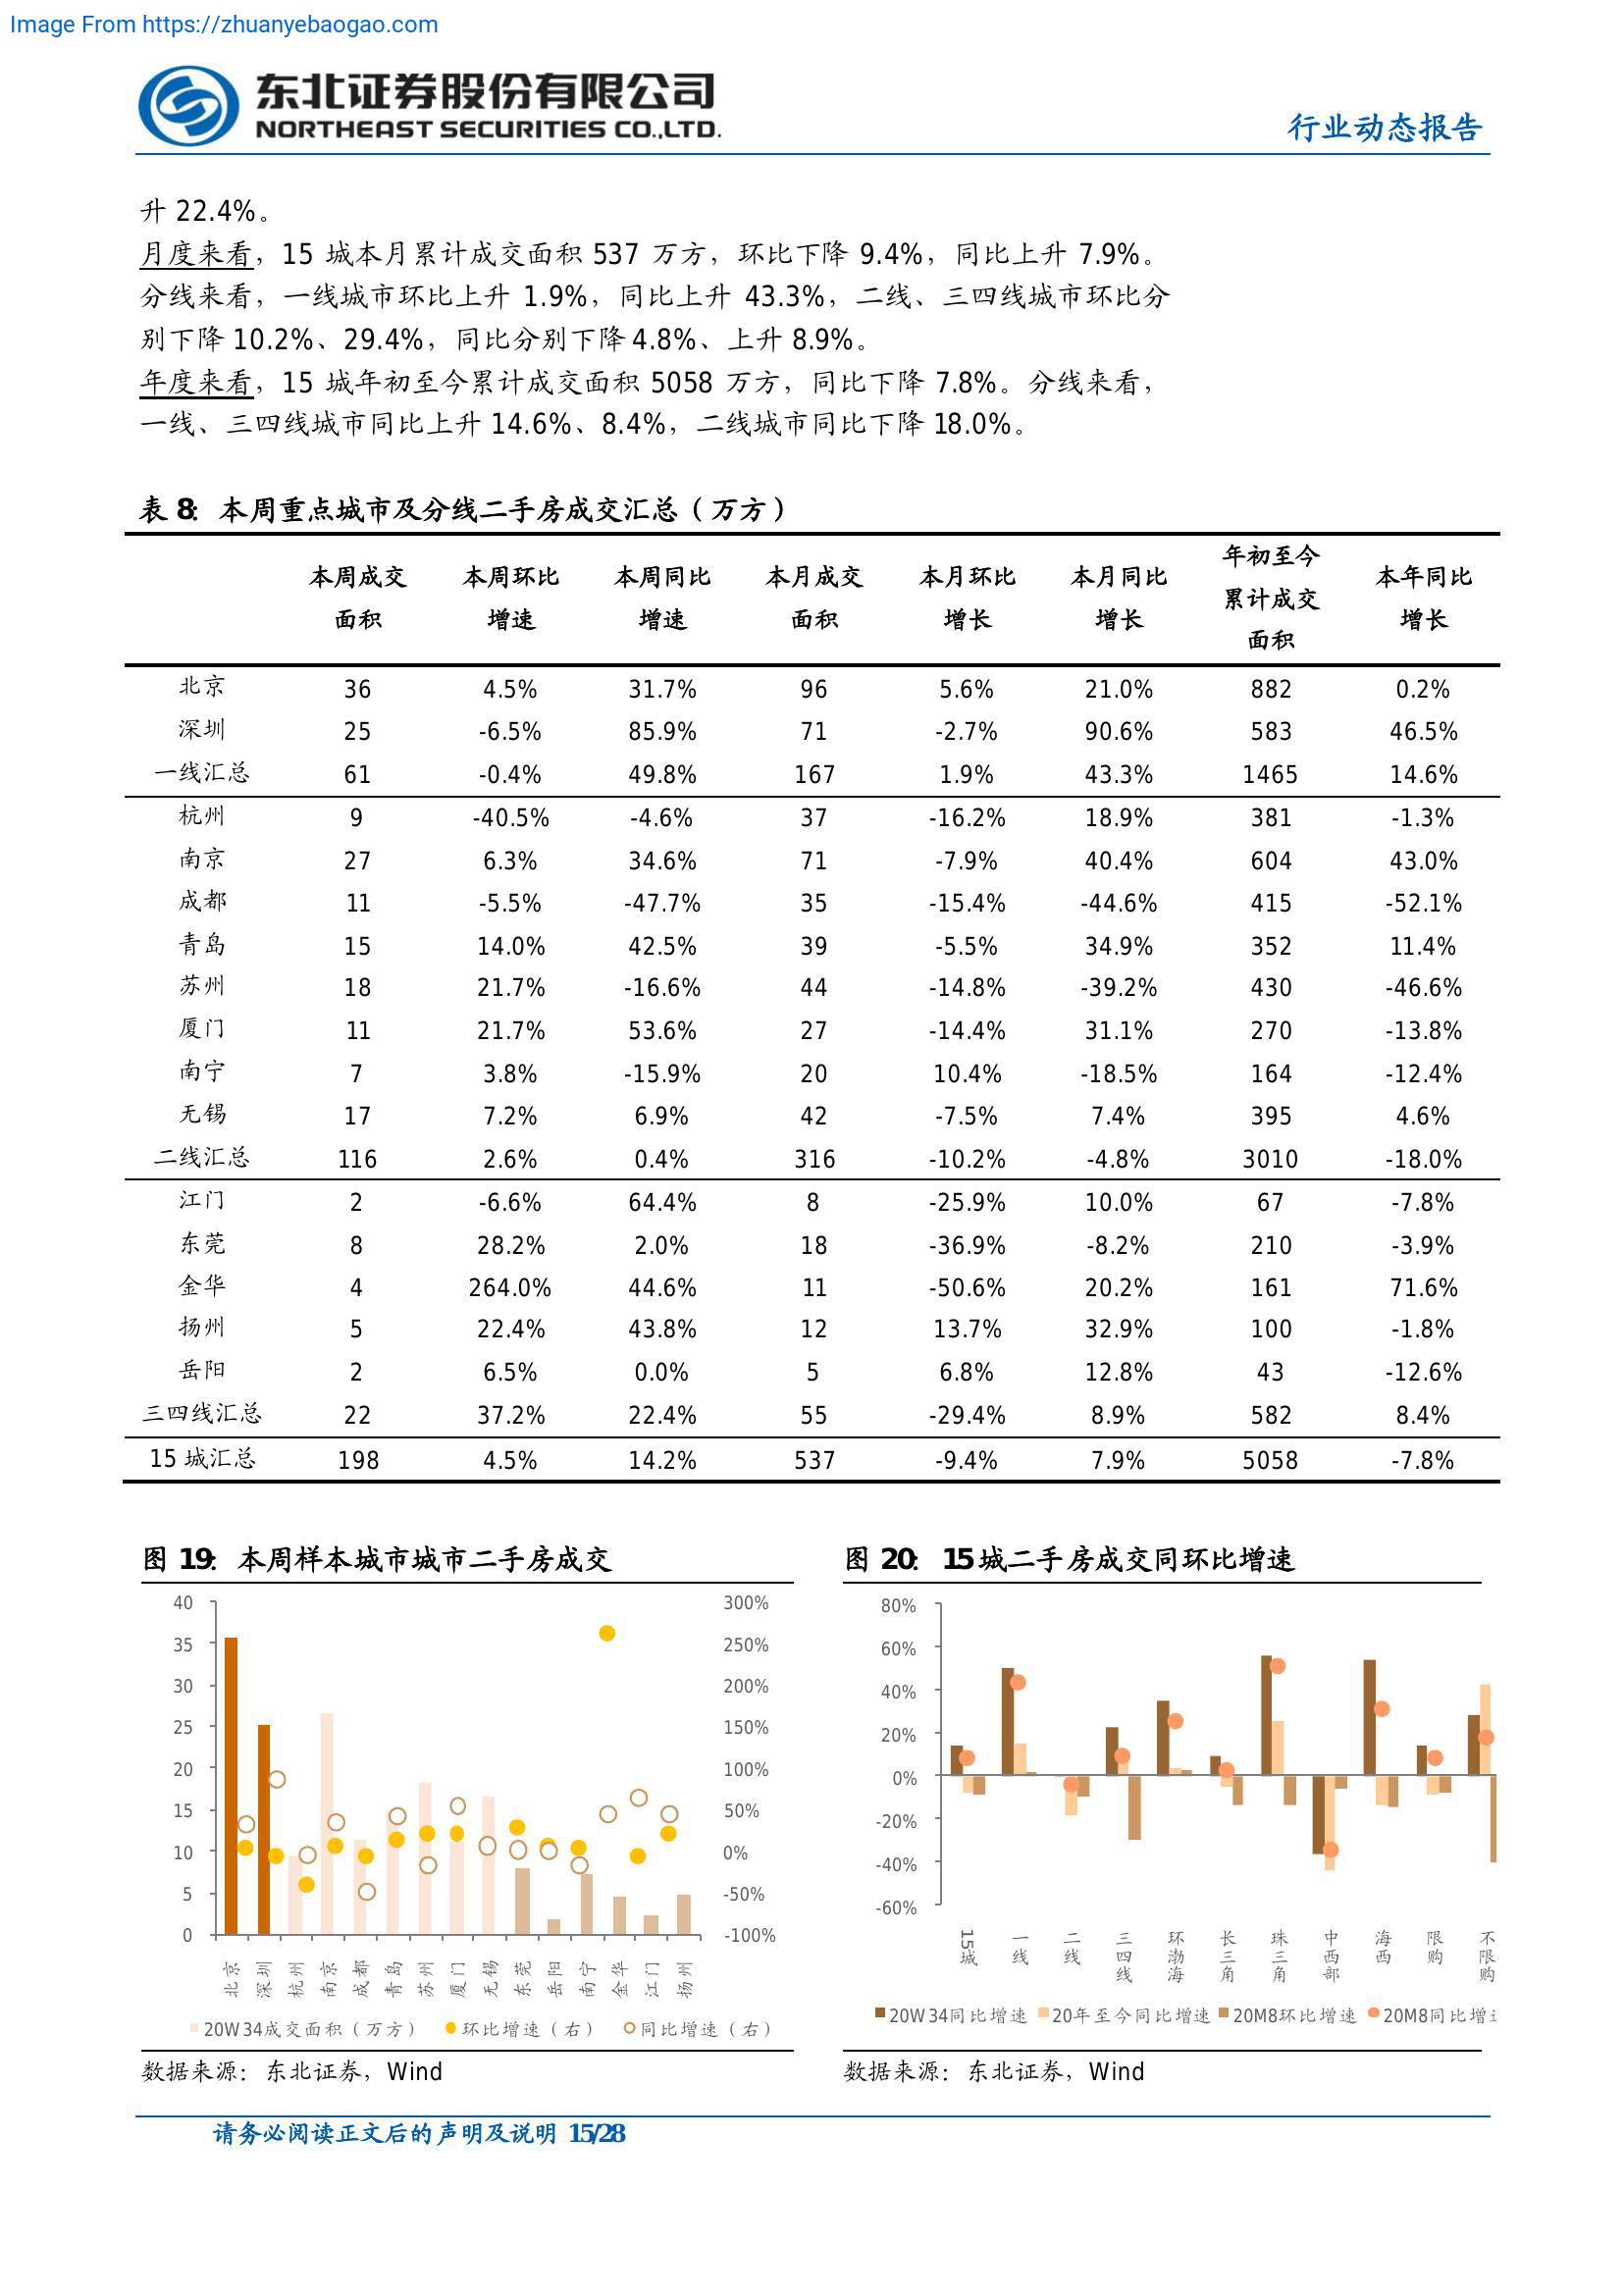 Image From https://zhuanyebaogao.com
东北证券股份有限公司
NORTHEAST SECURITIES CO.,LTD.
行业动态报告
升 22.4%。
月度来看，15 城本月累计成交面积 537 万方，环比下降 9.4%，同比上升 7.9%。
分线来看，一线城市环比上升 1.9%，同比上升 43.3%，二线、三四线城市环比分
别下降 10.2%、29.4%，同比分别下降 4.8%、上升 8.9%。
年度来看，15 城年初至今累计成交面积 5058 万方，同比下降 7.8%。分线来看，
一线、三四线城市同比上升 14.6%、8.4%，二线城市同比下降 18.0%。
表 8：本周重点城市及分线二手房成交汇总（万方）
本周成交面积 本周环比增速 本周同比增速 本月成交面积 本月环比增长 本月同比增长 年初至今累计成交面积 本年同比增长
北京 36 4.5% 31.7% 96 5.6% 21.0% 882 0.2%
深圳 25 -6.5% 85.9% 71 -2.7% 90.6% 583 46.5%
一线汇总 61 -0.4% 49.8% 167 1.9% 43.3% 1465 14.6%
杭州 9 -40.5% -4.6% 37 -16.2% 18.9% 381 -1.3%
南京 27 6.3% 34.6% 71 -7.9% 40.4% 604 43.0%
成都 11 -5.5% -47.7% 35 -15.4% -44.6% 415 -52.1%
青岛 15 14.0% 42.5% 39 -5.5% 34.9% 352 11.4%
苏州 18 21.7% -16.6% 44 -14.8% -39.2% 430 -46.6%
厦门 11 21.7% 53.6% 27 -14.4% 31.1% 270 -13.8%
南宁 7 3.8% -15.9% 20 10.4% -18.5% 164 -12.4%
无锡 17 7.2% 6.9% 42 -7.5% 7.4% 395 4.6%
二线汇总 116 2.6% 0.4% 316 -10.2% -4.8% 3010 -18.0%
江门 2 -6.6% 64.4% 8 -25.9% 10.0% 67 -7.8%
东莞 8 28.2% 2.0% 18 -36.9% -8.2% 210 -3.9%
金华 4 264.0% 44.6% 11 -50.6% 20.2% 161 71.6%
扬州 5 22.4% 43.8% 12 13.7% 32.9% 100 -1.8%
岳阳 2 6.5% 0.0% 5 6.8% 12.8% 43 -12.6%
三四线汇总 22 37.2% 22.4% 55 -29.4% 8.9% 582 8.4%
15 城汇总 198 4.5% 14.2% 537 -9.4% 7.9% 5058 -7.8%
图 19：本周样本城市城市二手房成交
40 300%
35 250%
30 200%
25 150%
20 100%
15 50%
10 0%
5 -50%
0 -100%
北京 深圳 杭州 南京 成都 青岛 苏州 厦门 无锡 东莞 岳阳 南宁 金华 江门 扬州
20W34成交面积（万方） 环比增速（右） 同比增速（右）
数据来源：东北证券，Wind
图 20：15城二手房成交同环比增速
80%
60%
40%
20%
0%
-20%
-40%
-60%
15城 一线 二线 三四线 环渤海 长三角 珠三角 中西部 海西 限购 不限购
20W34同比增速 20年至今同比增速 20M8环比增速 20M8同比增
数据来源：东北证券，Wind
请务必阅读正文后的声明及说明 15/28